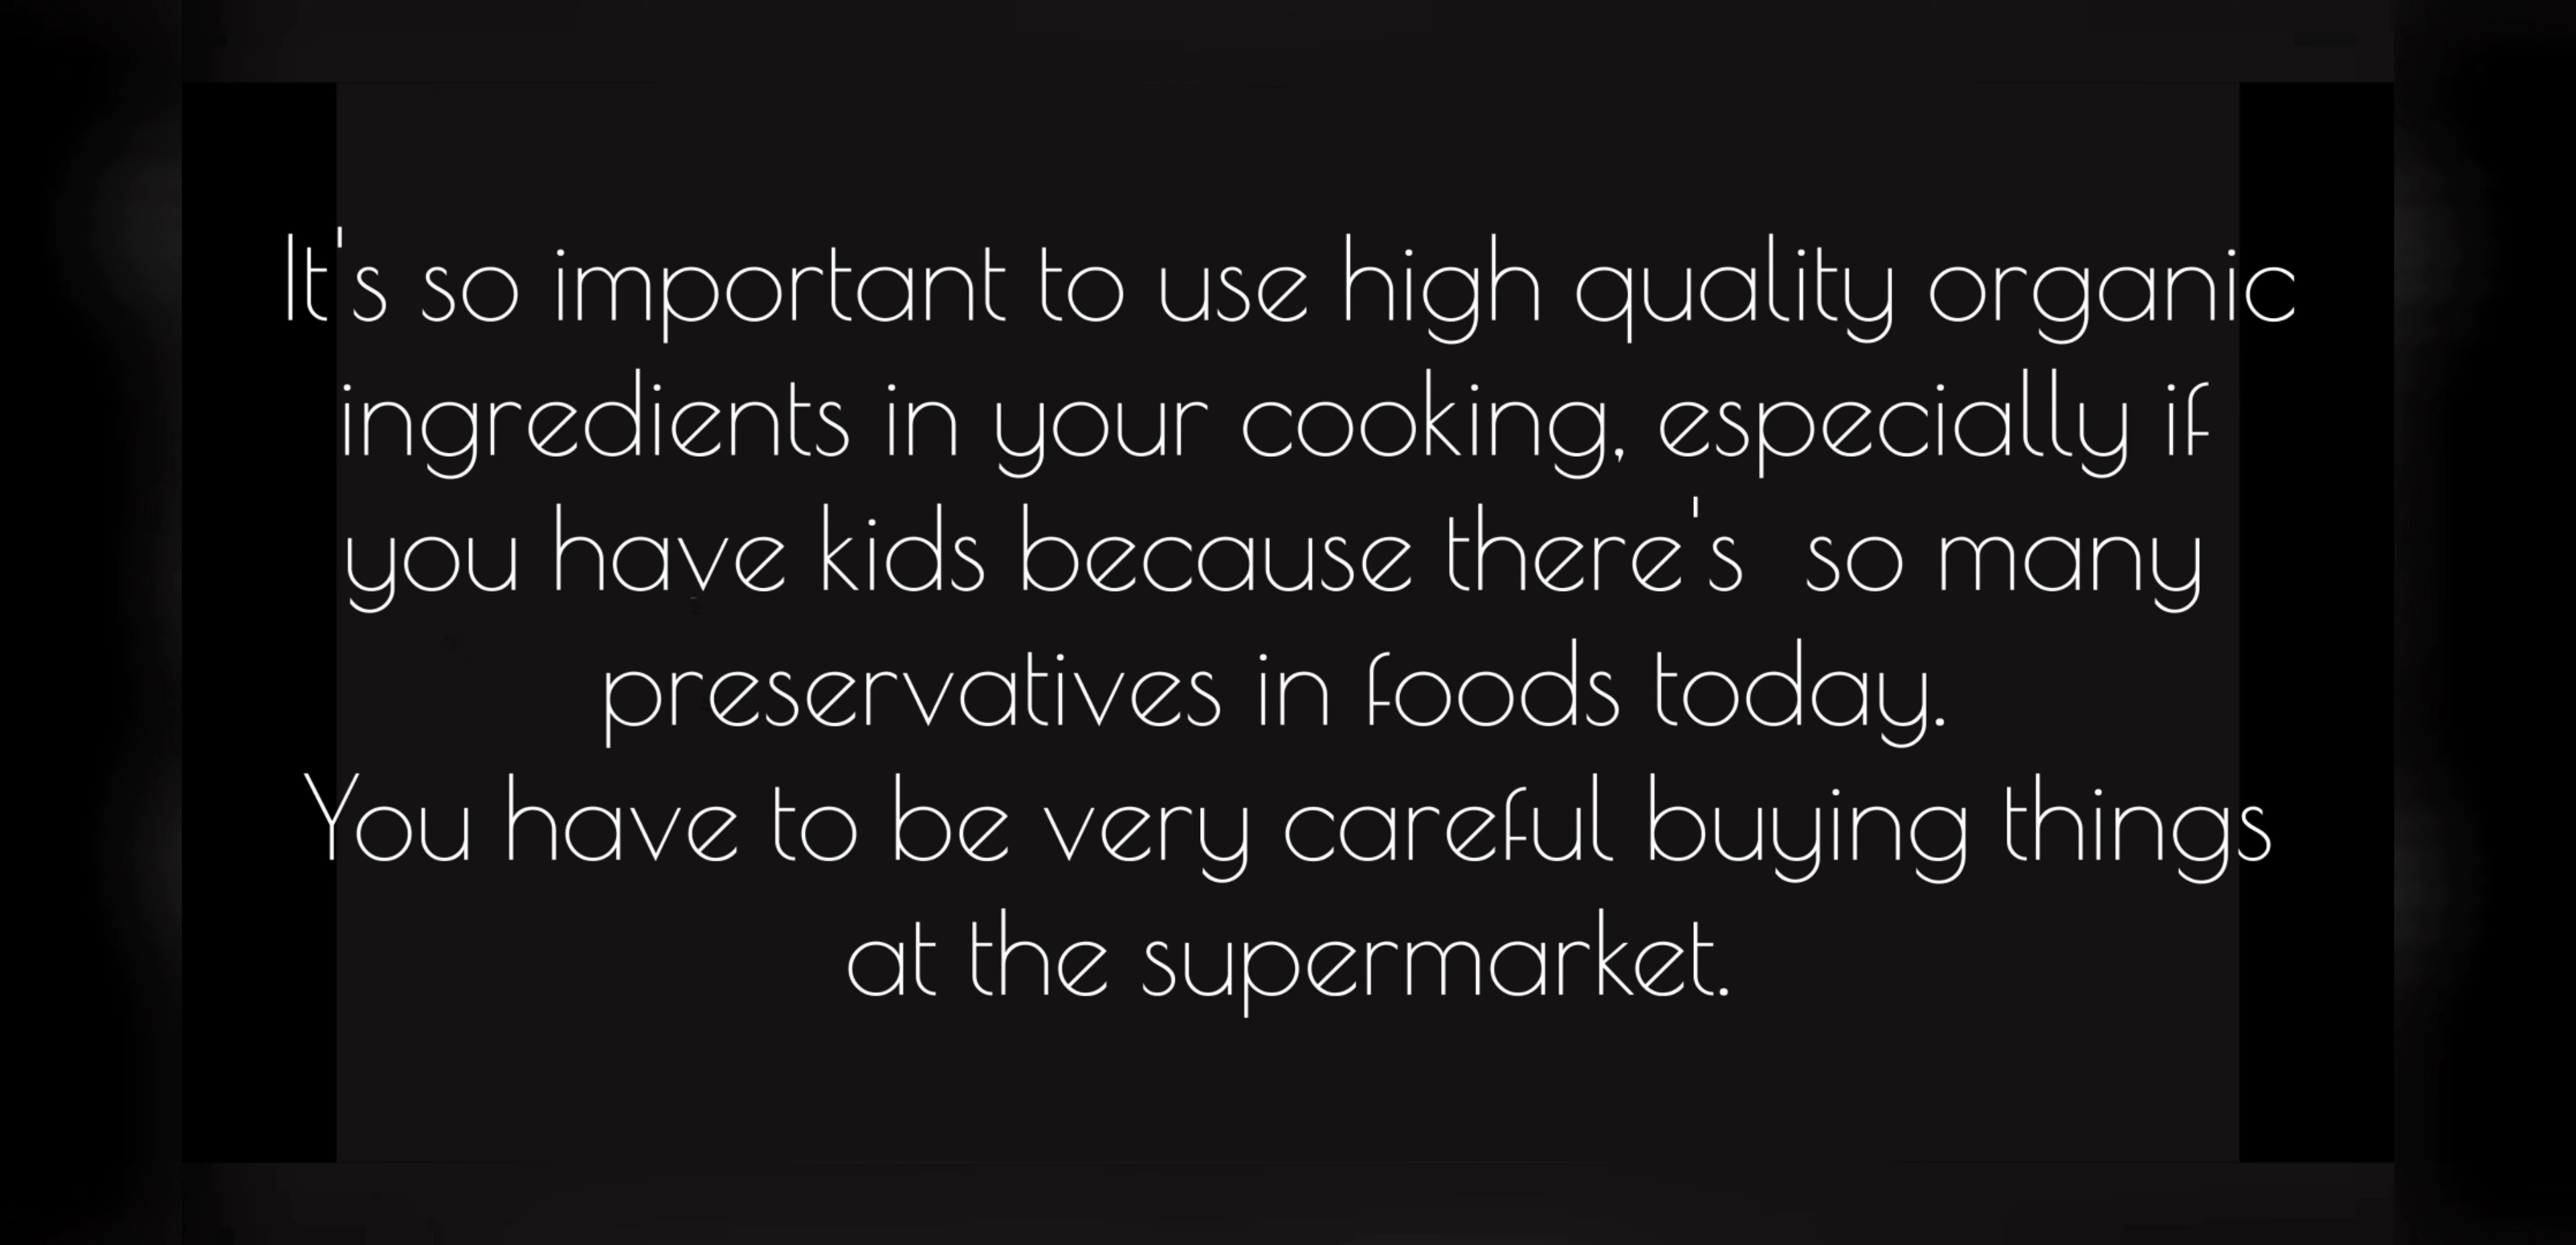 It's so important to use high quality organic
ingredients in your cooking, especially if
you have kids because there's  so many
preservatives in foods today.
You have to be very careful buying things
at the supermarket.